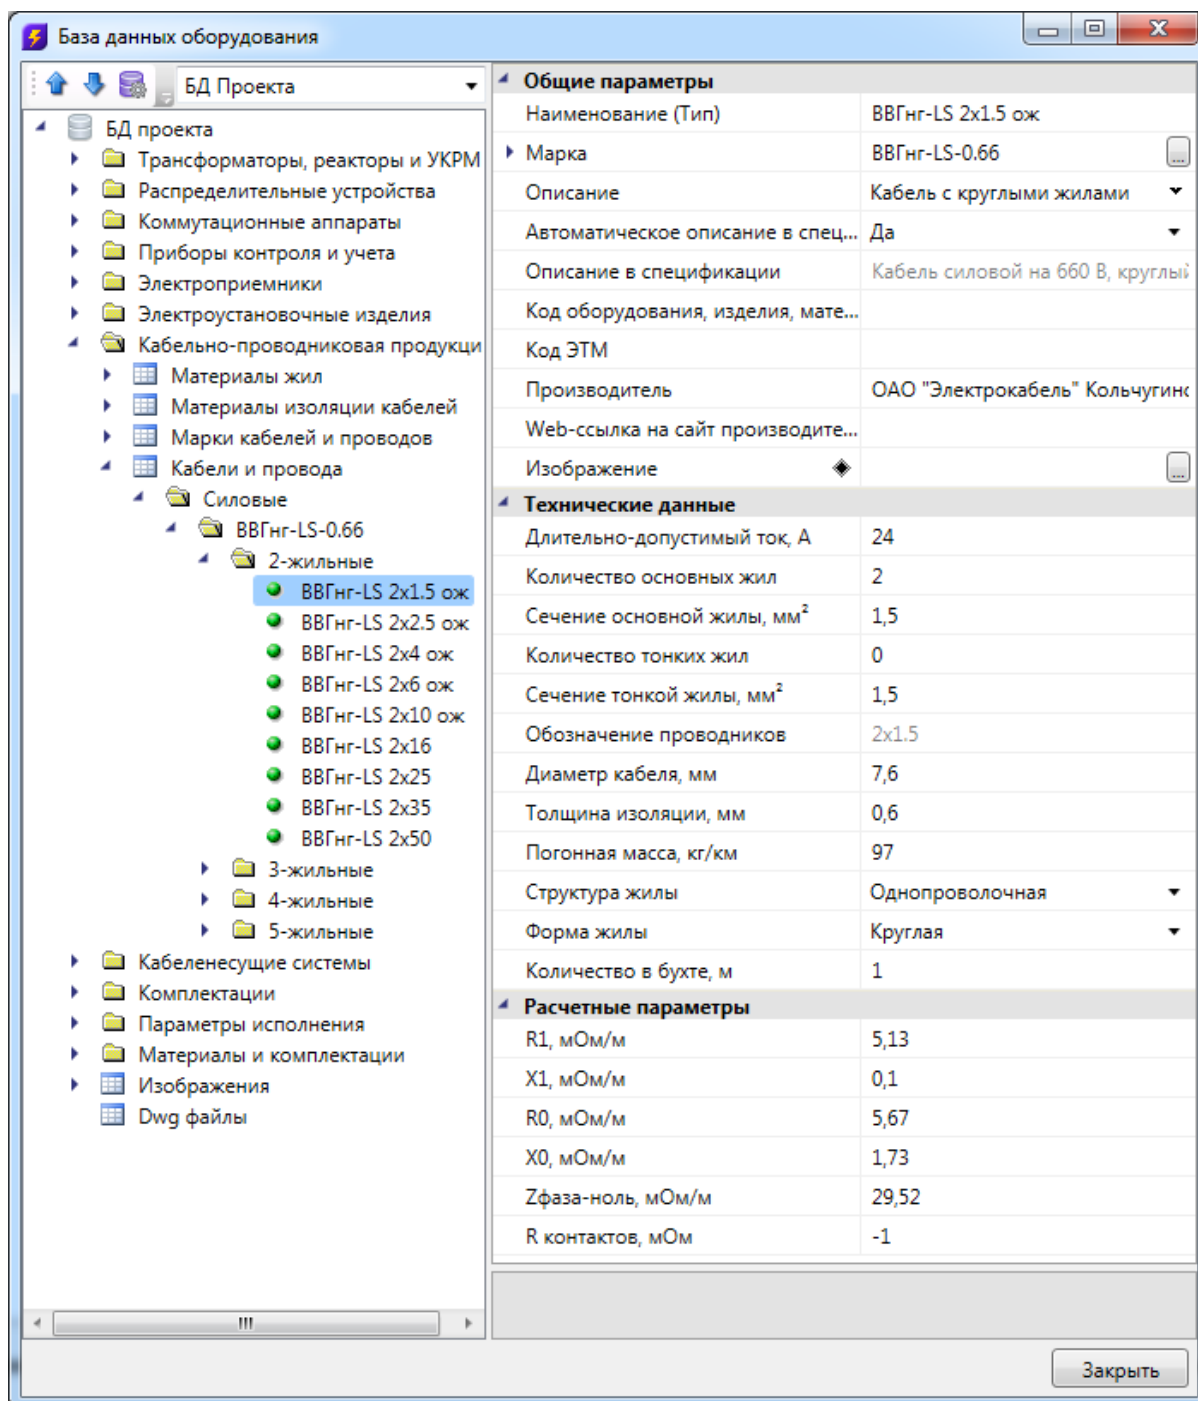 База данных оборудования
БД Проекта
БД проекта
Трансформаторы, реакторы и УКРМ
Распределительные устройства
Коммутационные аппараты
Приборы контроля и учета
Электроприемники
Электроустановочные изделия
Кабельно-проводниковая продукци
Материалы жил
Материалы изоляции кабелей
Марки кабелей и проводов
Кабели и провода
Силовые
ВВГнг-LS-0.66
2-жильные
ВВГнг-LS 2x1.5 ож
ВВГнг-LS 2x2.5 ож
ВВГнг-LS 2x4 ож
ВВГнг-LS 2x6 ож
ВВГнг-LS 2x10 ож
ВВГнг-LS 2x16
ВВГнг-LS 2x25
ВВГнг-LS 2x35
ВВГнг-LS 2x50
3-жильные
4-жильные
5-жильные
Кабеленесущие системы
Комплектации
Параметры исполнения
Материалы и комплектации
Изображения
Dwg файлы
Общие параметры
Наименование (Тип) ВВГнг-LS 2x1.5 ож
Марка ВВГнг-LS-0.66 ...
Описание Кабель с круглыми жилами
Автоматическое описание в спец... Да
Описание в спецификации Кабель силовой на 660 В, круглый
Код оборудования, изделия, мате...
Код ЭТМ
Производитель ОАО "Электрокабель" Кольчугинс
Web-ссылка на сайт производите...
Изображение ...
Технические данные
Длительно-допустимый ток, А 24
Количество основных жил 2
Сечение основной жилы, мм² 1,5
Количество тонких жил 0
Сечение тонкой жилы, мм² 1,5
Обозначение проводников 2x1.5
Диаметр кабеля, мм 7,6
Толщина изоляции, мм 0,6
Погонная масса, кг/км 97
Структура жилы Однопроволочная
Форма жилы Круглая
Количество в бухте, м 1
Расчетные параметры
R1, мОм/м 5,13
X1, мОм/м 0,1
R0, мОм/м 5,67
X0, мОм/м 1,73
Zфаза-ноль, мОм/м 29,52
R контактов, мОм -1
Закрыть